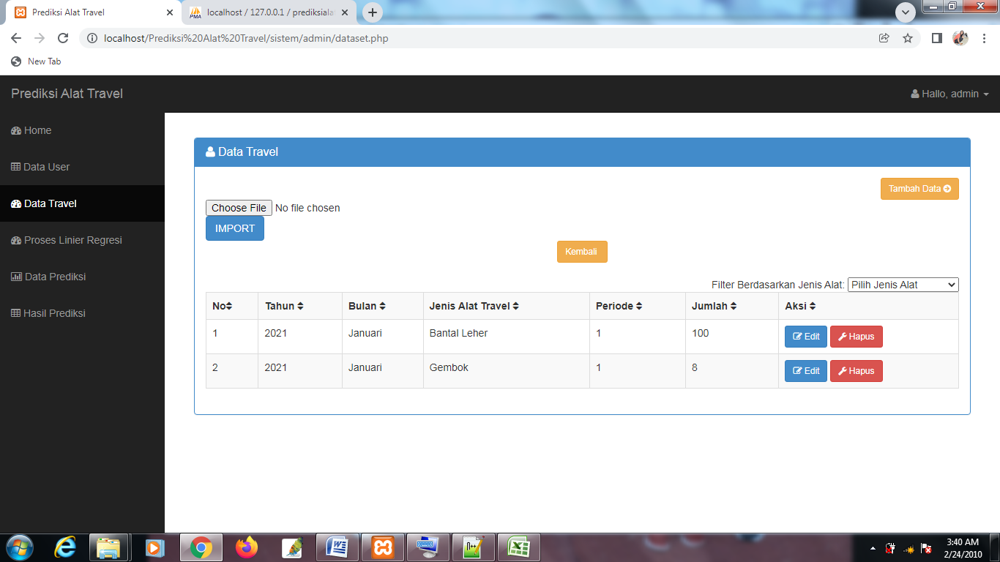 Prediksi Alat Travel
localhost / 127.0.0.1 / prediksiala
localhost/Prediksi%20Alat%20Travel/sistem/admin/dataset.php
New Tab
Prediksi Alat Travel
Hallo, admin
Home
Data User
Data Travel
Proses Linier Regresi
Data Prediksi
Hasil Prediksi
Data Travel
Tambah Data
Choose File No file chosen
IMPORT
Kembali
Filter Berdasarkan Jenis Alat: Pilih Jenis Alat
No Tahun Bulan Jenis Alat Travel Periode Jumlah Aksi
1 2021 Januari Bantal Leher 1 100 Edit Hapus
2 2021 Januari Gembok 1 8 Edit Hapus
3:40 AM
2/24/2010